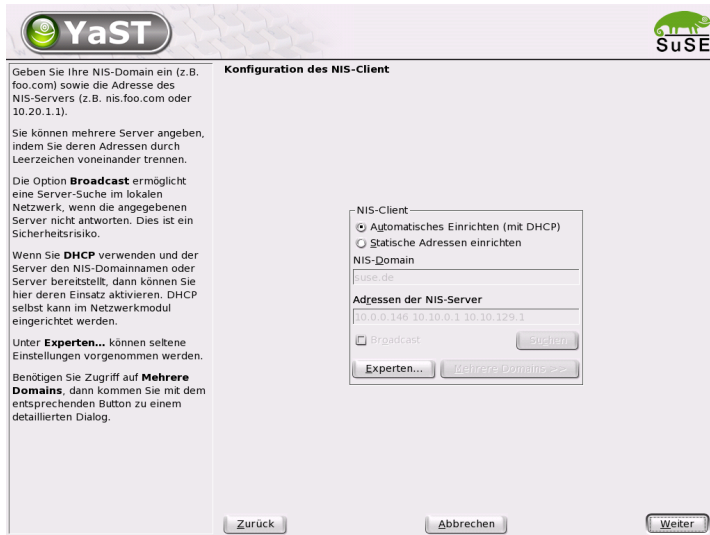 YaST
SuSE
Geben Sie Ihre NIS-Domain ein (z.B.
foo.com) sowie die Adresse des
NIS-Servers (z.B. nis.foo.com oder
10.20.1.1).
Sie können mehrere Server angeben,
indem Sie deren Adressen durch
Leerzeichen voneinander trennen.
Die Option Broadcast ermöglicht
eine Server-Suche im lokalen
Netzwerk, wenn die angegebenen
Server nicht antworten. Dies ist ein
Sicherheitsrisiko.
Wenn Sie DHCP verwenden und der
Server den NIS-Domainnamen oder
Server bereitstellt, dann können Sie
hier deren Einsatz aktivieren. DHCP
selbst kann im Netzwerkmodul
eingerichtet werden.
Unter Experten... können seltene
Einstellungen vorgenommen werden.
Benötigen Sie Zugriff auf Mehrere
Domains, dann kommen Sie mit dem
entsprechenden Button zu einem
detaillierten Dialog.
Konfiguration des NIS-Client
NIS-Client
Automatisches Einrichten (mit DHCP)
Statische Adressen einrichten
NIS-Domain
suse.de
Adressen der NIS-Server
10.0.0.146 10.10.0.1 10.10.129.1
Broadcast
Suchen
Experten...
Mehrere Domains >>
Zurück
Abbrechen
Weiter